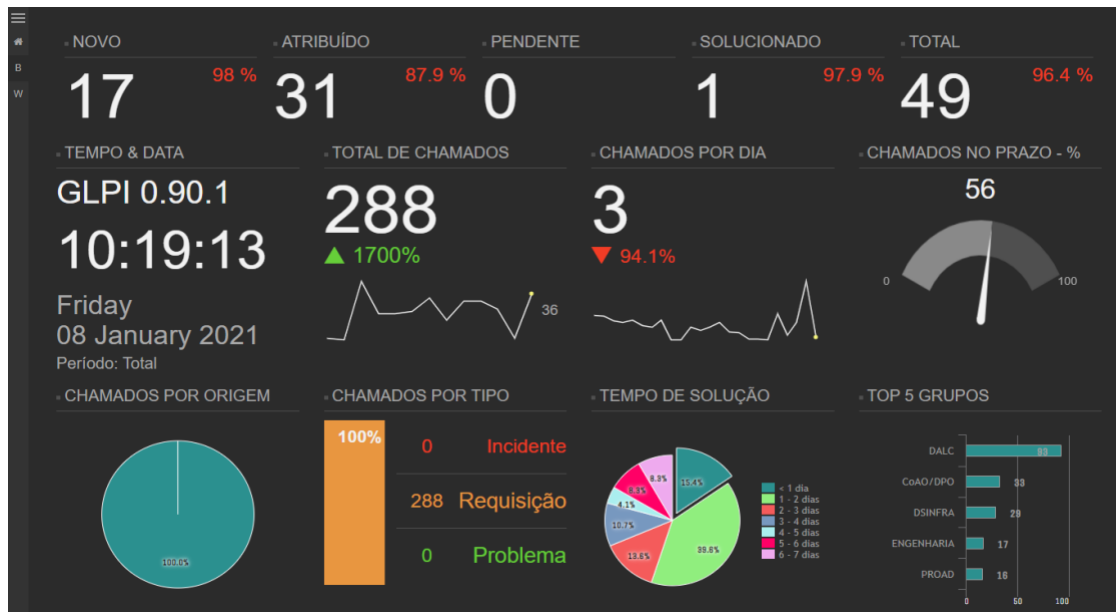 B
W
NOVO
17
98 %
ATRIBUÍDO
31
87.9 %
PENDENTE
0
SOLUCIONADO
1
97.9 %
TOTAL
49
96.4 %
TEMPO & DATA
GLPI 0.90.1
10:19:13
Friday
08 January 2021
Período: Total
TOTAL DE CHAMADOS
288
1700%
36
CHAMADOS POR DIA
3
94.1%
CHAMADOS NO PRAZO - %
56
0
100
CHAMADOS POR ORIGEM
100.0%
CHAMADOS POR TIPO
100%
0 Incidente
288 Requisição
0 Problema
TEMPO DE SOLUÇÃO
15.4%
39.6%
13.6%
10.7%
4.1%
8.3%
< 1 dia
1 - 2 dias
2 - 3 dias
3 - 4 dias
4 - 5 dias
5 - 6 dias
6 - 7 dias
TOP 5 GRUPOS
DALC
CoAO/DPO 33
DSINFRA 29
ENGENHARIA 17
PROAD 16
0 50 100